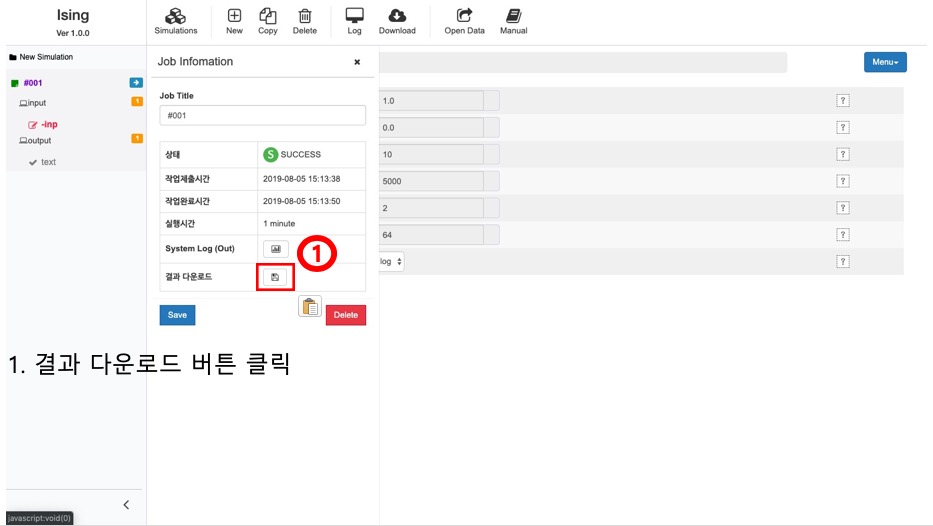 Ising
Ver 1.0.0
Simulations
New
Copy
Delete
Log
Download
Open Data
Manual
New Simulation
#001
input
1
-inp
output
1
text
Job Infomation
Job Title
#001
상태
S SUCCESS
작업제출시간
2019-08-05 15:13:38
작업완료시간
2019-08-05 15:13:50
실행시간
1 minute
System Log (Out)
1
결과 다운로드
Save
Delete
Menu
1.0
?
0.0
?
10
?
5000
?
2
?
64
?
log
?
1. 결과 다운로드 버튼 클릭
javascript:void(0)